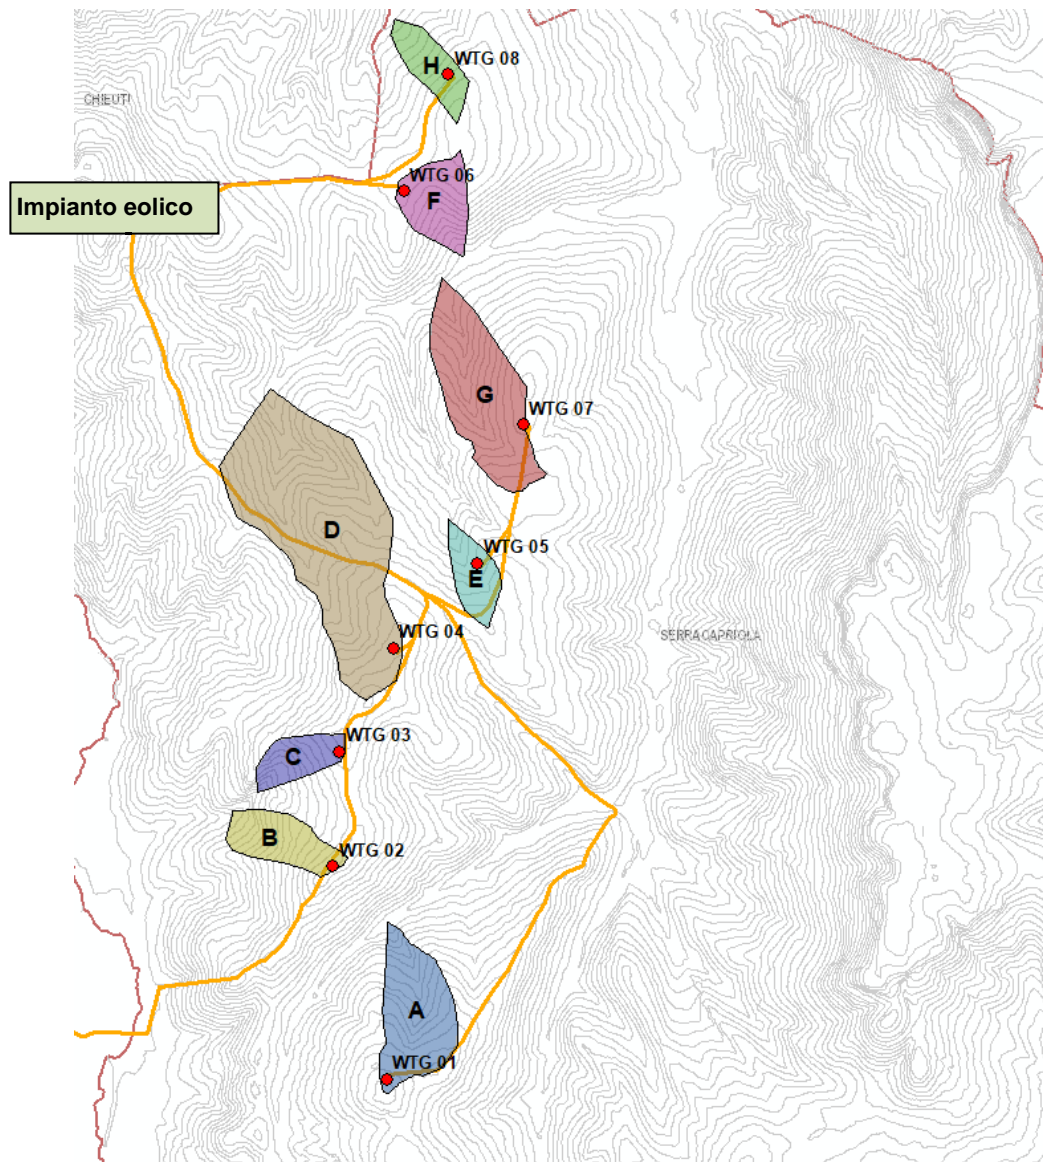 WTG 08
H
CHIEUTI
WTG 06
F
Impianto eolico
G
WTG 07
D
WTG 05
E
WTG 04
SERRACAPRIOLA
WTG 03
C
B
WTG 02
A
WTG 01